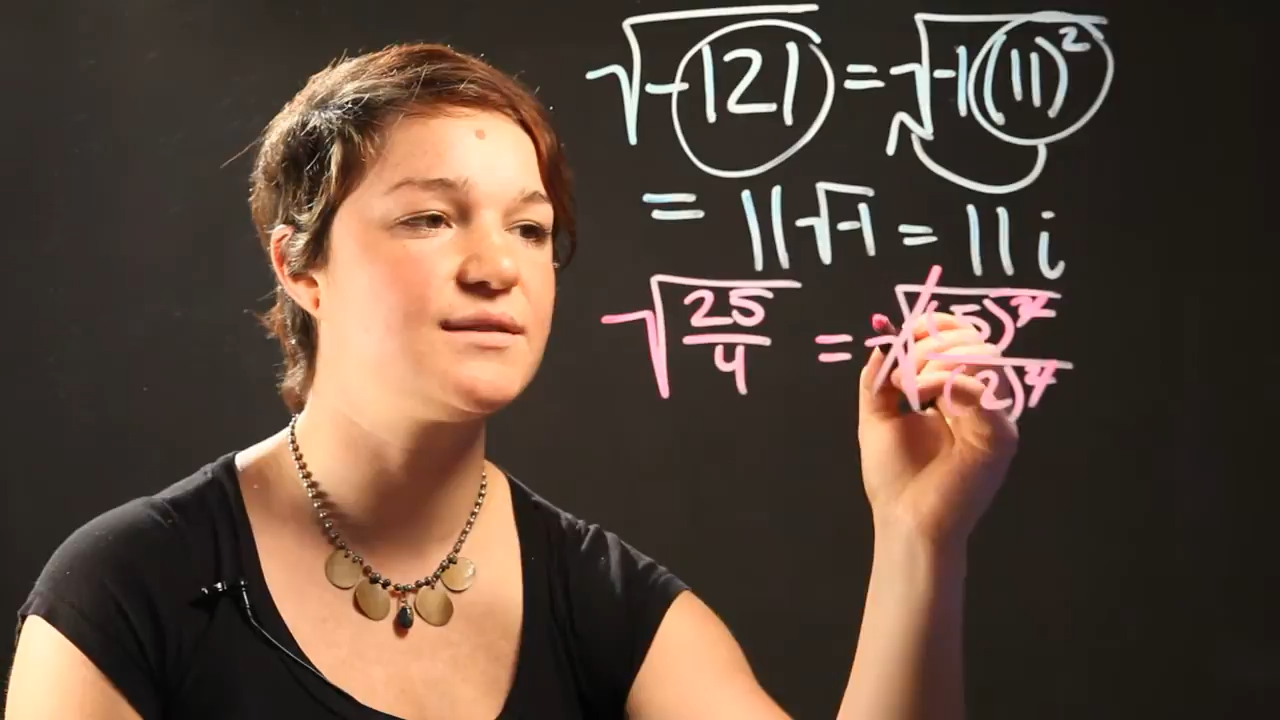 √-121 = √-1(11)²
= 11√-1 = 11i
√25/4 = √(5)²/(2)²